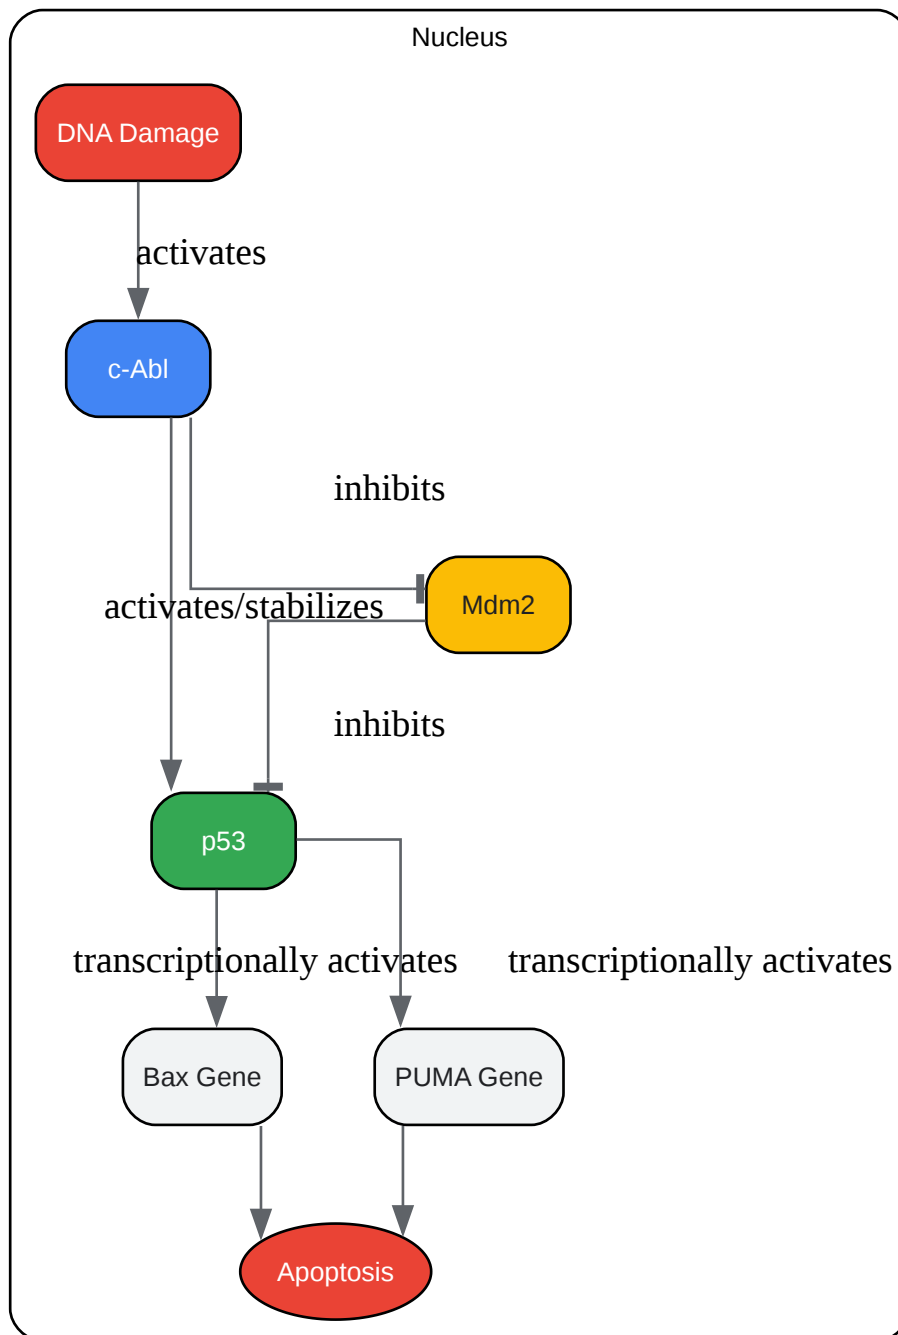 Nucleus
DNA Damage
activates
c-Abl
inhibits
activates/stabilizes
Mdm2
inhibits
p53
transcriptionally activates
transcriptionally activates
Bax Gene
PUMA Gene
Apoptosis